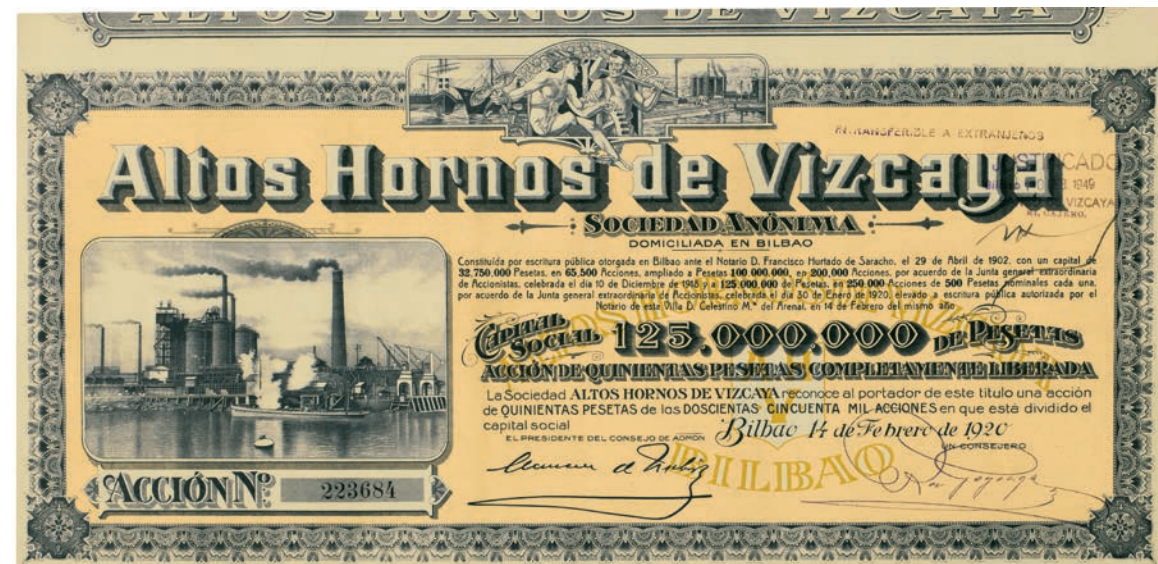 ALTOS HORNOS DE VIZCAYA
INTRANSFERIBLE A EXTRANJEROS
Altos Hornos de Vizcaya
1949
VIZCAYA
EL CAJERO,
SOCIEDAD ANÓNIMA
DOMICILIADA EN BILBAO
Constituída por escritura pública otorgada en Bilbao ante el Notario D. Francisco Hurtado de Saracho, el 29 de Abril de 1902, con un capital de
32.750.000 Pesetas, en 65.500 Acciones, ampliado a Pesetas 100.000.000, en 200.000 Acciones, por acuerdo de la Junta general extraordinaria
de Accionistas, celebrada el día 10 de Diciembre de y a 125.000.000 de Pesetas, en 250.000 Acciones de 500 Pesetas nominales cada una,
por acuerdo de la Junta general extraordinaria de Accionistas, celebrada el día 30 de Enero de 1920, elevado a escritura pública autorizada por el
Notario de esta Villa D. Celestino M.ª del Arenal, en 14 de Febrero del mismo año
CAPITAL SOCIAL 125.000.000 DE PESETAS
ACCIÓN DE QUINIENTAS PESETAS COMPLETAMENTE LIBERADA
La Sociedad ALTOS HORNOS DE VIZCAYA reconoce al portador de este título una acción
de QUINIENTAS PESETAS de las DOSCIENTAS CINCUENTA MIL ACCIONES en que está dividido el
capital social
Bilbao 14 de Febrero de 1920
EL PRESIDENTE DEL CONSEJO DE ADMÓN
UN CONSEJERO
BILBAO
ACCIÓN Nº 223684